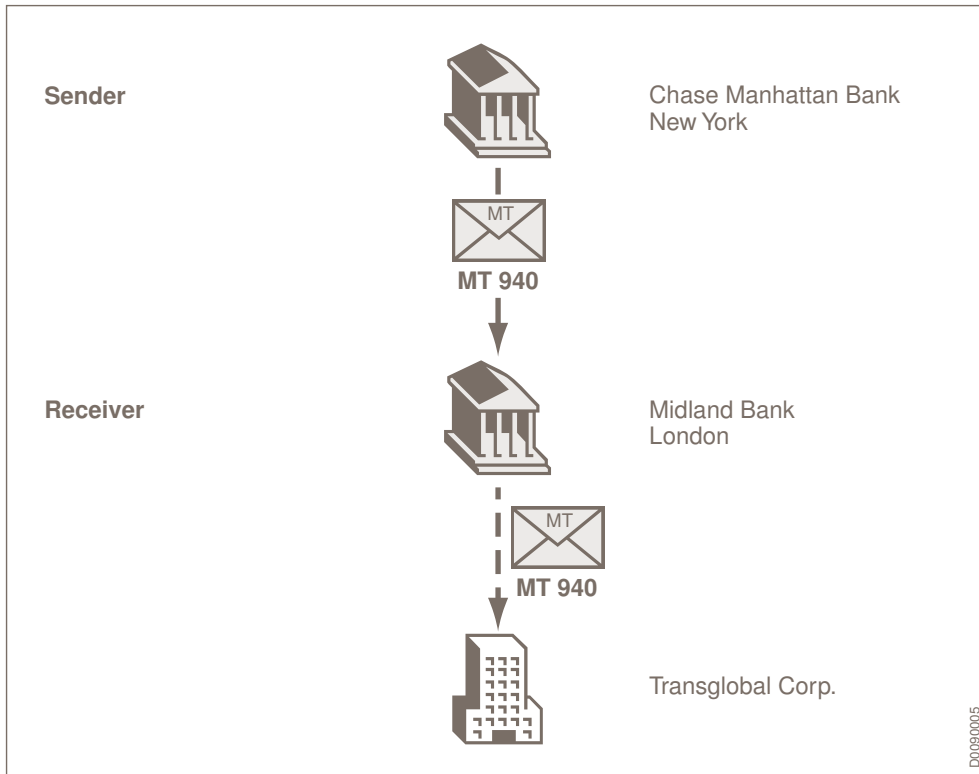 Sender
Chase Manhattan Bank
New York
MT
MT 940
Receiver
Midland Bank
London
MT
MT 940
Transglobal Corp.
D0090005